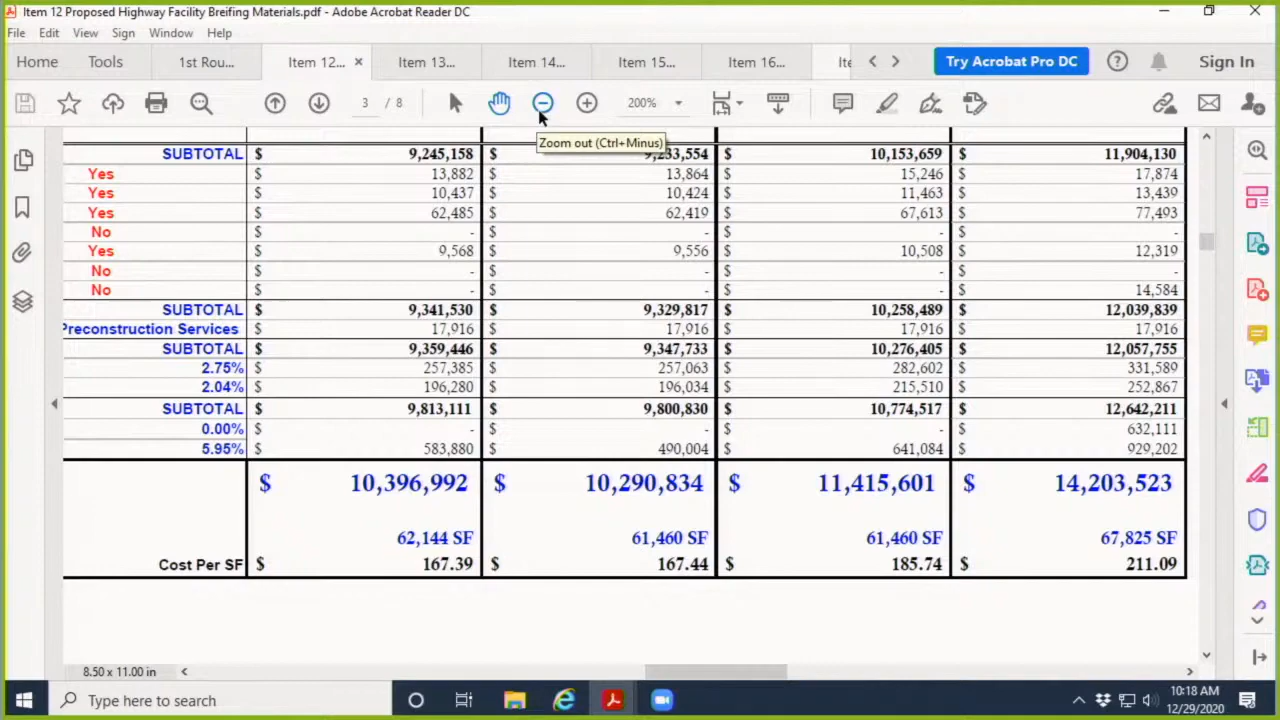 Item 12 Proposed Highway Facility Breifing Materials.pdf - Adobe Acrobat Reader DC
File Edit View Sign Window Help
Home Tools 1st Rou... Item 12... × Item 13... Item 14... Item 15... Item 16... Ite Try Acrobat Pro DC Sign In
3 / 8 200%
Zoom out (Ctrl+Minus)
SUBTOTAL $ 9,245,158 $ 9,233,554 $ 10,153,659 $ 11,904,130
Yes $ 13,882 $ 13,864 $ 15,246 $ 17,874
Yes $ 10,437 $ 10,424 $ 11,463 $ 13,439
Yes $ 62,485 $ 62,419 $ 67,613 $ 77,493
No $ - $ - $ - $ -
Yes $ 9,568 $ 9,556 $ 10,508 $ 12,319
No $ - $ - $ - $ -
No $ - $ - $ - $ 14,584
SUBTOTAL $ 9,341,530 $ 9,329,817 $ 10,258,489 $ 12,039,839
Preconstruction Services $ 17,916 $ 17,916 $ 17,916 $ 17,916
SUBTOTAL $ 9,359,446 $ 9,347,733 $ 10,276,405 $ 12,057,755
2.75% $ 257,385 $ 257,063 $ 282,602 $ 331,589
2.04% $ 196,280 $ 196,034 $ 215,510 $ 252,867
SUBTOTAL $ 9,813,111 $ 9,800,830 $ 10,774,517 $ 12,642,211
0.00% $ - $ - $ - $ 632,111
5.95% $ 583,880 $ 490,004 $ 641,084 $ 929,202
$ 10,396,992 $ 10,290,834 $ 11,415,601 $ 14,203,523
62,144 SF 61,460 SF 61,460 SF 67,825 SF
Cost Per SF $ 167.39 $ 167.44 $ 185.74 $ 211.09
8.50 x 11.00 in
Type here to search
10:18 AM
12/29/2020